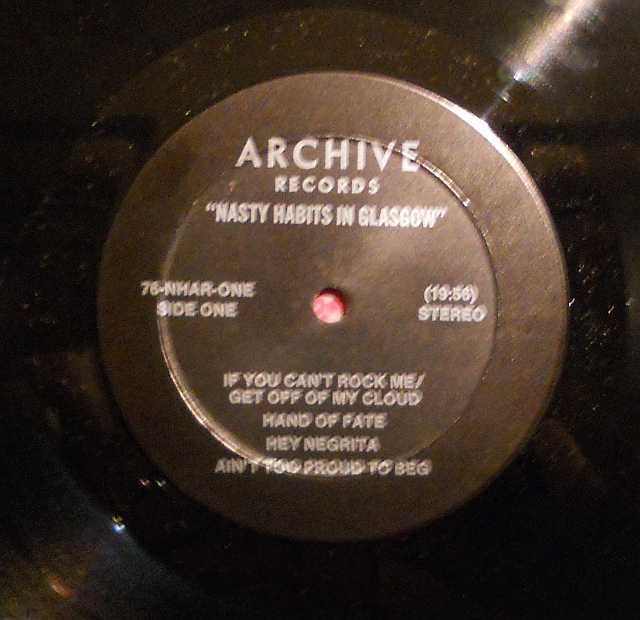 ARCHIVE
RECORDS
"NASTY HABITS IN GLASGOW"
76-NHAR-ONE (19:56)
SIDE ONE STEREO
IF YOU CAN'T ROCK ME/
GET OFF OF MY CLOUD
HAND OF FATE
HEY NEGRITA
AIN'T TOO PROUD TO BEG